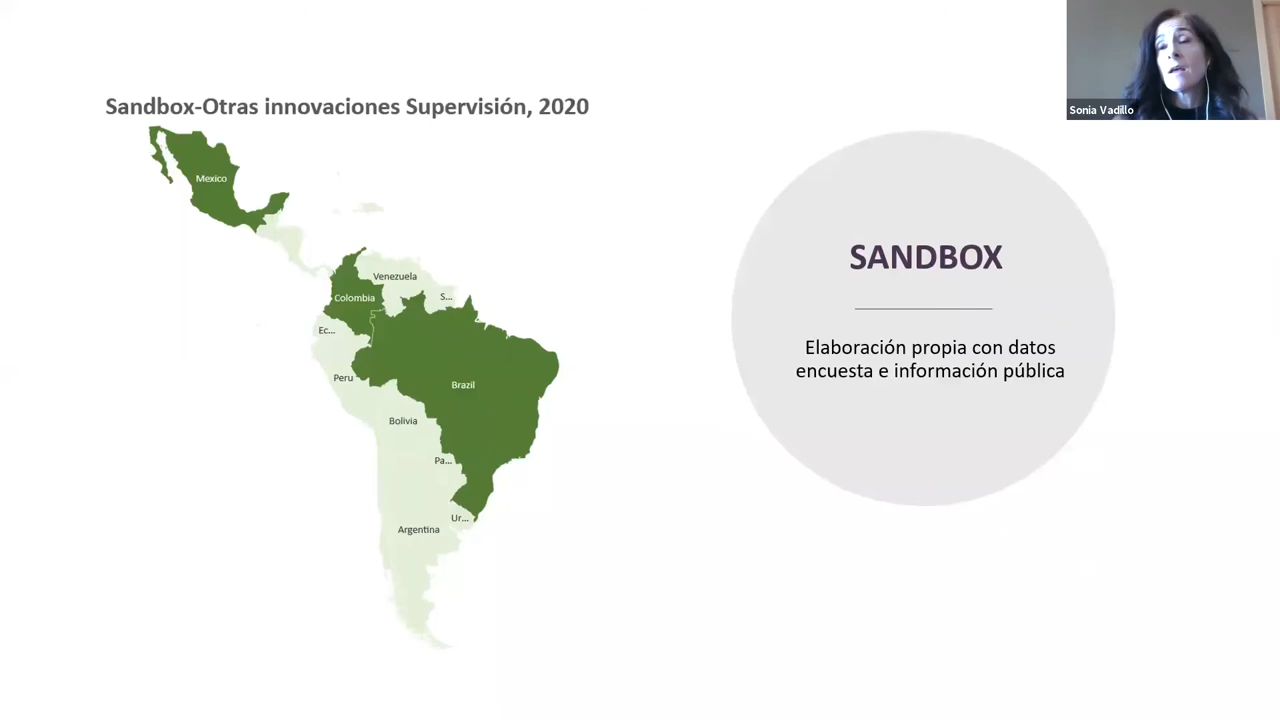 Sonia Vadillo
Sandbox-Otras innovaciones Supervisión, 2020
Mexico
Venezuela
Colombia
S...
Ec...
Peru
Brazil
Bolivia
Pa...
Ur...
Argentina
SANDBOX
Elaboración propia con datos
encuesta e información pública